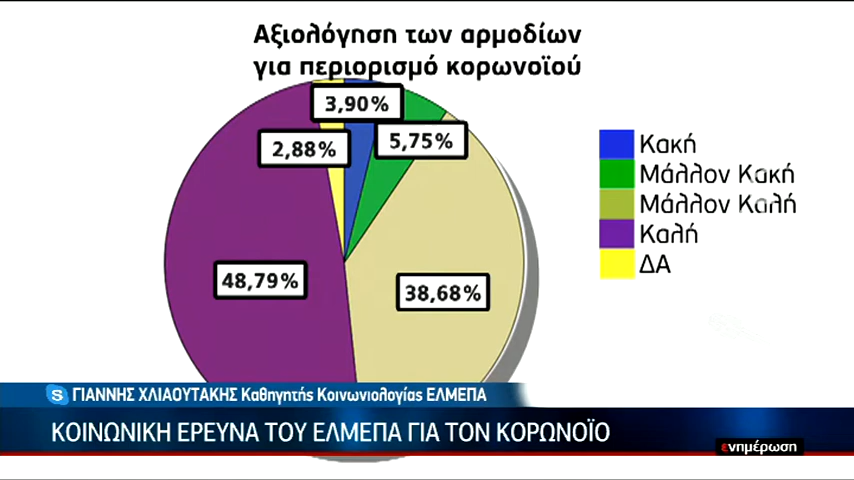 Αξιολόγηση των αρμοδίων
για περιορισμό κορωνοϊού
3,90%
5,75%
2,88%
48,79%
38,68%
Κακή
Μάλλον Κακή
Μάλλον Καλή
Καλή
ΔΑ
ΓΙΑΝΝΗΣ ΧΛΙΑΟΥΤΑΚΗΣ Καθηγητής Κοινωνιολογίας ΕΛΜΕΠΑ
ΚΟΙΝΩΝΙΚΗ ΕΡΕΥΝΑ ΤΟΥ ΕΛΜΕΠΑ ΓΙΑ ΤΟΝ ΚΟΡΩΝΟΪΟ
ενημέρωση